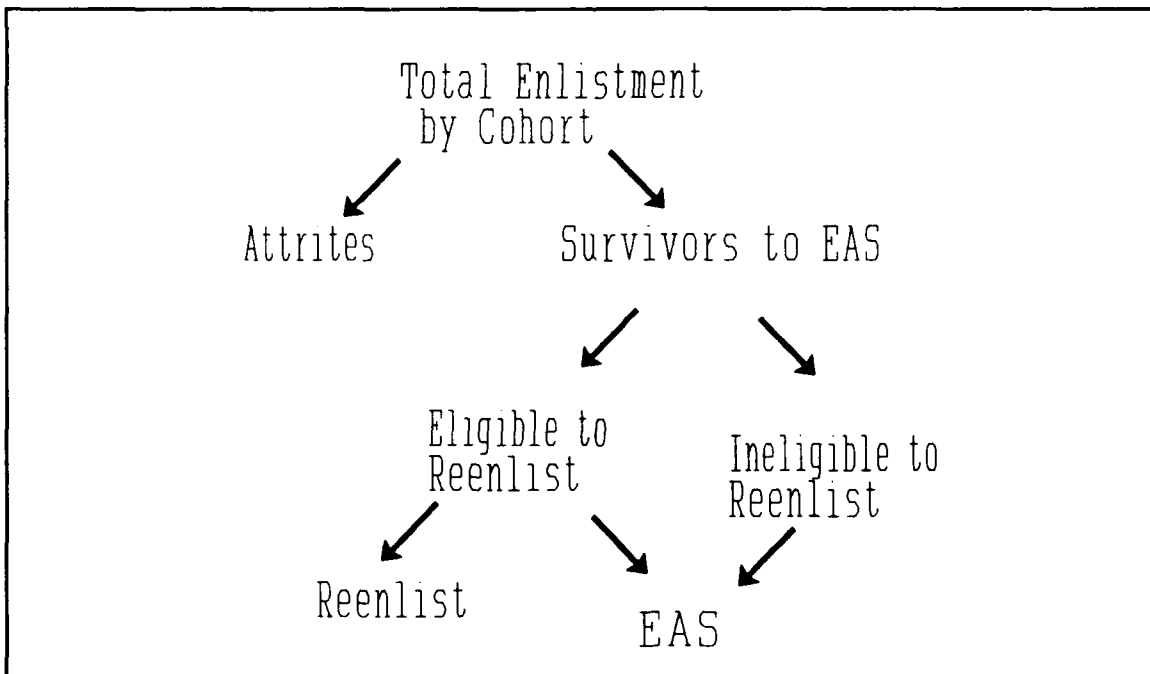 Total Enlistment
by Cohort
Attrites
Survivors to EAS
Eligible to
Reenlist
Ineligible to
Reenlist
Reenlist
EAS